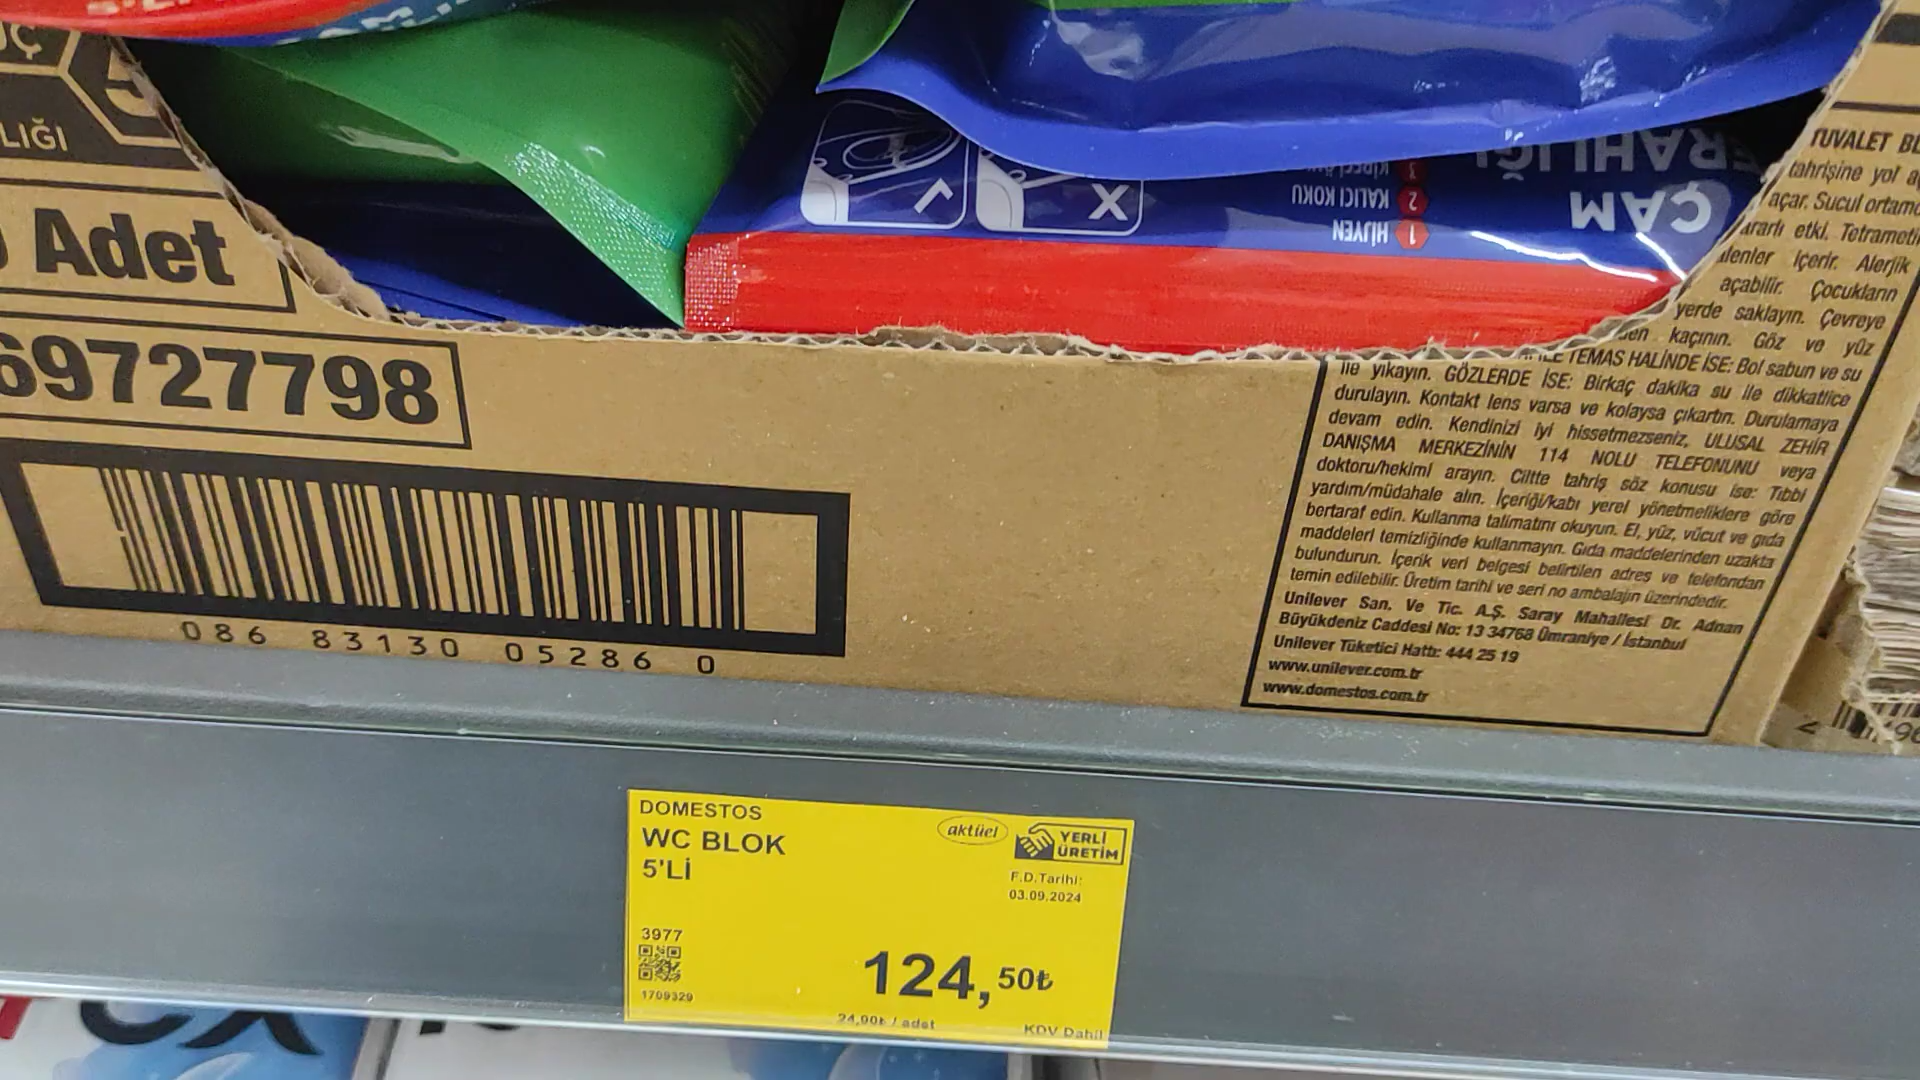 LIĞI
Adet
69727798
086 83130 05286 0
ÇAM
FERAHLIĞI
1 HİJYEN
2 KALICI KOKU
3
TUVALET
tahrişine yol
açar. Sucul
etki.
içerir. Alerjik
açabilir. Çocukların
yerde saklayın. Çevreye
kaçının. Göz ve yüz
TEMAS HALİNDE İSE: Bol sabun ve su
ile yıkayın. GÖZLERDE İSE: Birkaç dakika su ile dikkatlice
durulayın. Kontakt lens varsa ve kolaysa çıkartın. Durulamaya
devam edin. Kendinizi iyi hissetmezseniz, ULUSAL ZEHİR
DANIŞMA MERKEZİNİN 114 NOLU TELEFONUNU veya
doktoru/hekimi arayın. Ciltte tahriş söz konusu ise: Tıbbi
yardım/müdahale alın. İçeriği/kabı yerel yönetmeliklere göre
bertaraf edin. Kullanma talimatını okuyun. El, yüz, vücut ve gıda
maddeleri temizliğinde kullanmayın. Gıda maddelerinden uzakta
bulundurun. İçerik veri belgesi belirtilen adres ve telefondan
temin edilebilir. Üretim tarihi ve seri no ambalajın üzerindedir.
Unilever San. Ve Tic. A.Ş. Saray Mahallesi Dr. Adnan
Büyükdeniz Caddesi No: 13 34768 Ümraniye / İstanbul
Unilever Tüketici Hattı: 444 25 19
www.unilever.com.tr
www.domestos.com.tr
DOMESTOS
WC BLOK
5'Lİ
aktüel
YERLİ
ÜRETİM
F.D.Tarihi:
03.09.2024
3977
1709329
124,50₺
24,90₺ / adet
KDV Dahil